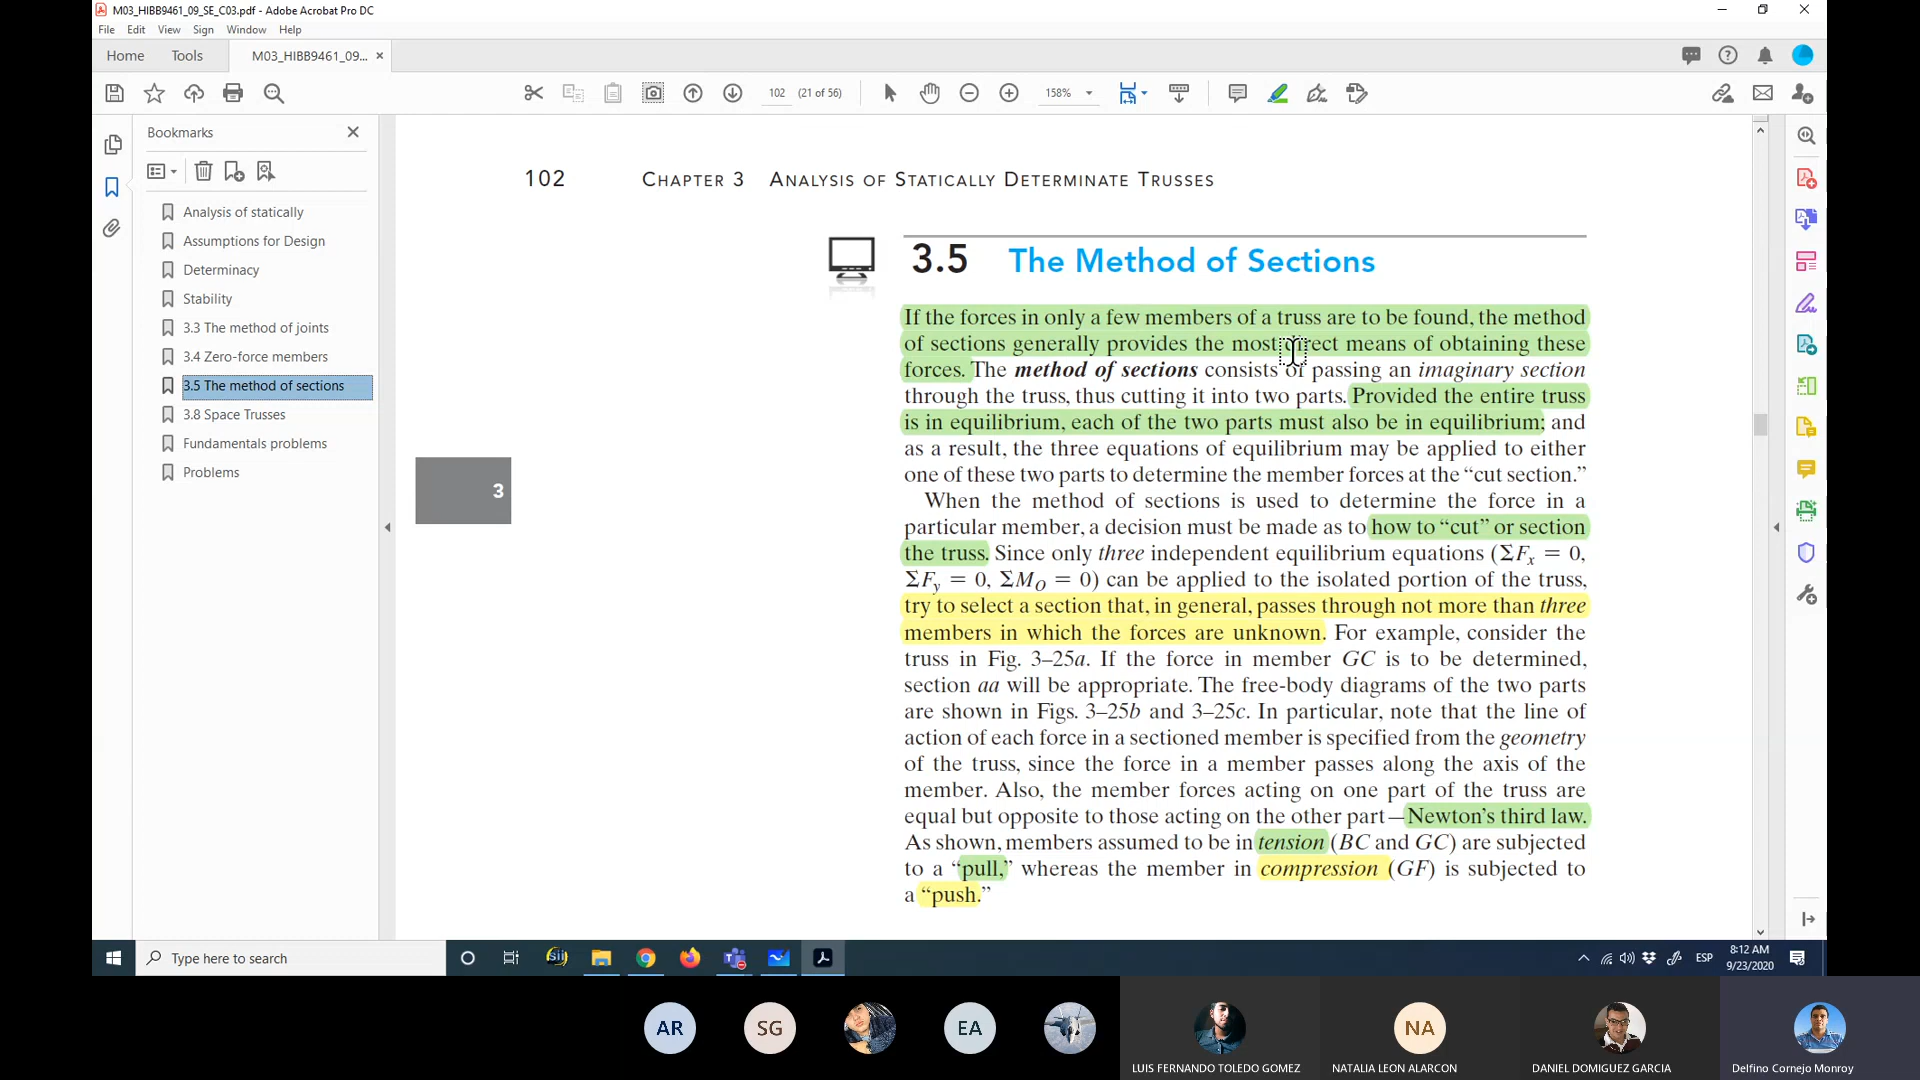 M03_HIBB9461_09_SE_C03.pdf - Adobe Acrobat Pro DC
File Edit View Sign Window Help
Home Tools M03_HIBB9461_09...
102 (21 of 56) 158%
Bookmarks
Analysis of statically
Assumptions for Design
Determinacy
Stability
3.3 The method of joints
3.4 Zero-force members
3.5 The method of sections
3.8 Space Trusses
Fundamentals problems
Problems
102 CHAPTER 3 ANALYSIS OF STATICALLY DETERMINATE TRUSSES
3.5 The Method of Sections
If the forces in only a few members of a truss are to be found, the method
of sections generally provides the most direct means of obtaining these
forces. The method of sections consists of passing an imaginary section
through the truss, thus cutting it into two parts. Provided the entire truss
is in equilibrium, each of the two parts must also be in equilibrium; and
as a result, the three equations of equilibrium may be applied to either
one of these two parts to determine the member forces at the “cut section.”
When the method of sections is used to determine the force in a
particular member, a decision must be made as to how to “cut” or section
the truss. Since only three independent equilibrium equations (ΣFx = 0,
ΣFy = 0, ΣMO = 0) can be applied to the isolated portion of the truss,
try to select a section that, in general, passes through not more than three
members in which the forces are unknown. For example, consider the
truss in Fig. 3–25a. If the force in member GC is to be determined,
section aa will be appropriate. The free-body diagrams of the two parts
are shown in Figs. 3–25b and 3–25c. In particular, note that the line of
action of each force in a sectioned member is specified from the geometry
of the truss, since the force in a member passes along the axis of the
member. Also, the member forces acting on one part of the truss are
equal but opposite to those acting on the other part—Newton’s third law.
As shown, members assumed to be in tension (BC and GC) are subjected
to a “pull,” whereas the member in compression (GF) is subjected to
a “push.”
3
Type here to search
sii
ESP
8:12 AM
9/23/2020
AR SG EA NA
LUIS FERNANDO TOLEDO GOMEZ NATALIA LEON ALARCON DANIEL DOMIGUEZ GARCIA Delfino Cornejo Monroy